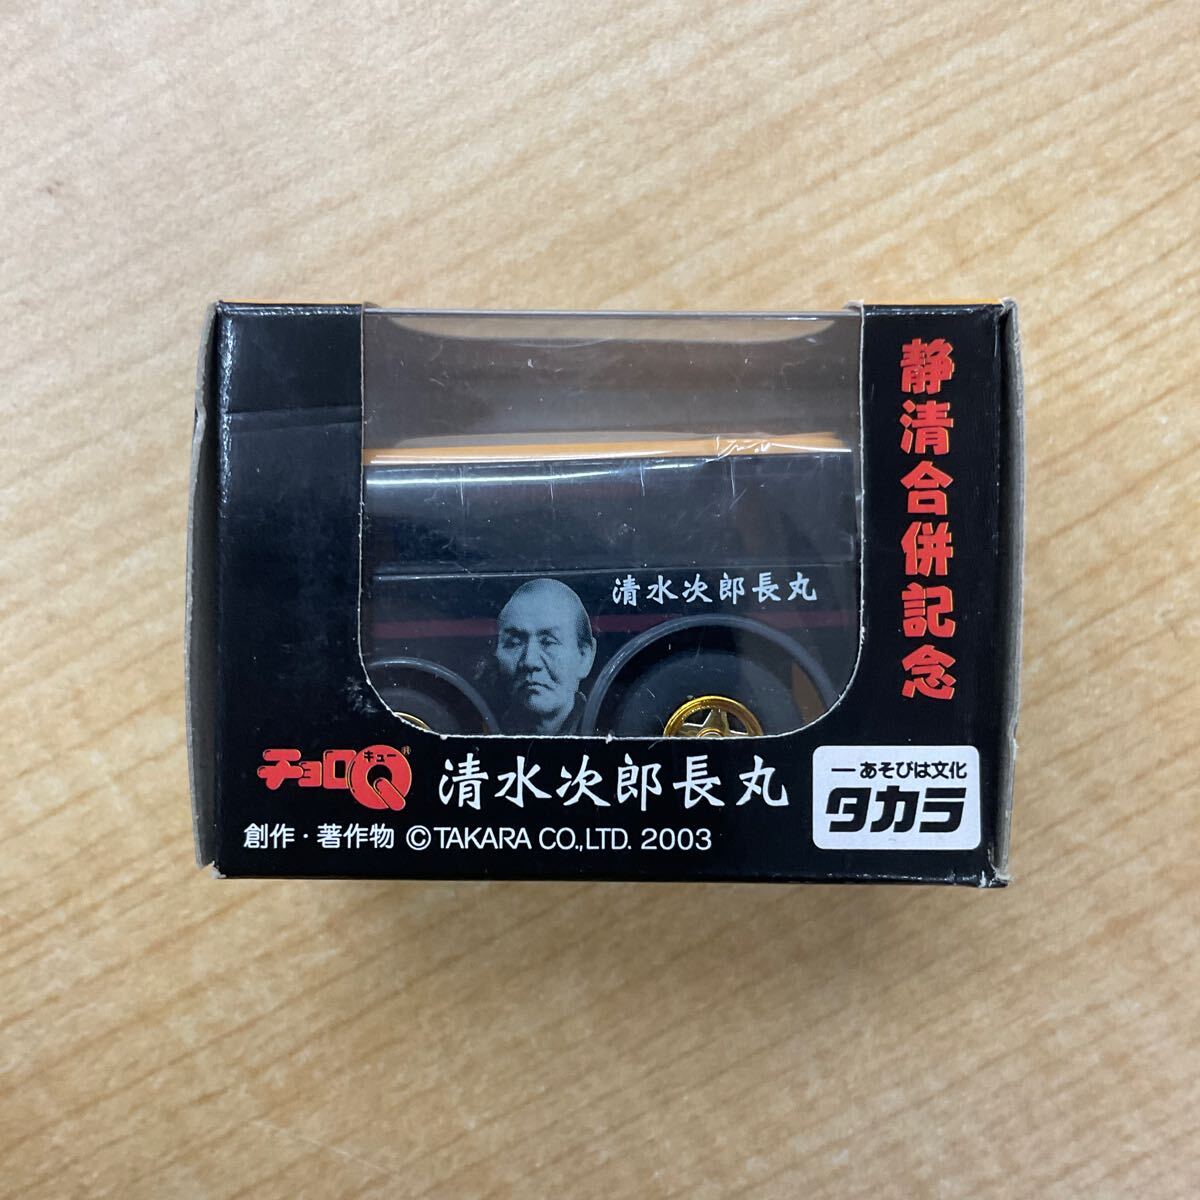 静清合併記念
清水次郎長丸
チョロQ®
キュー
清水次郎長丸
創作・著作物 ©TAKARA CO.,LTD. 2003
ーあそびは文化
タカラ